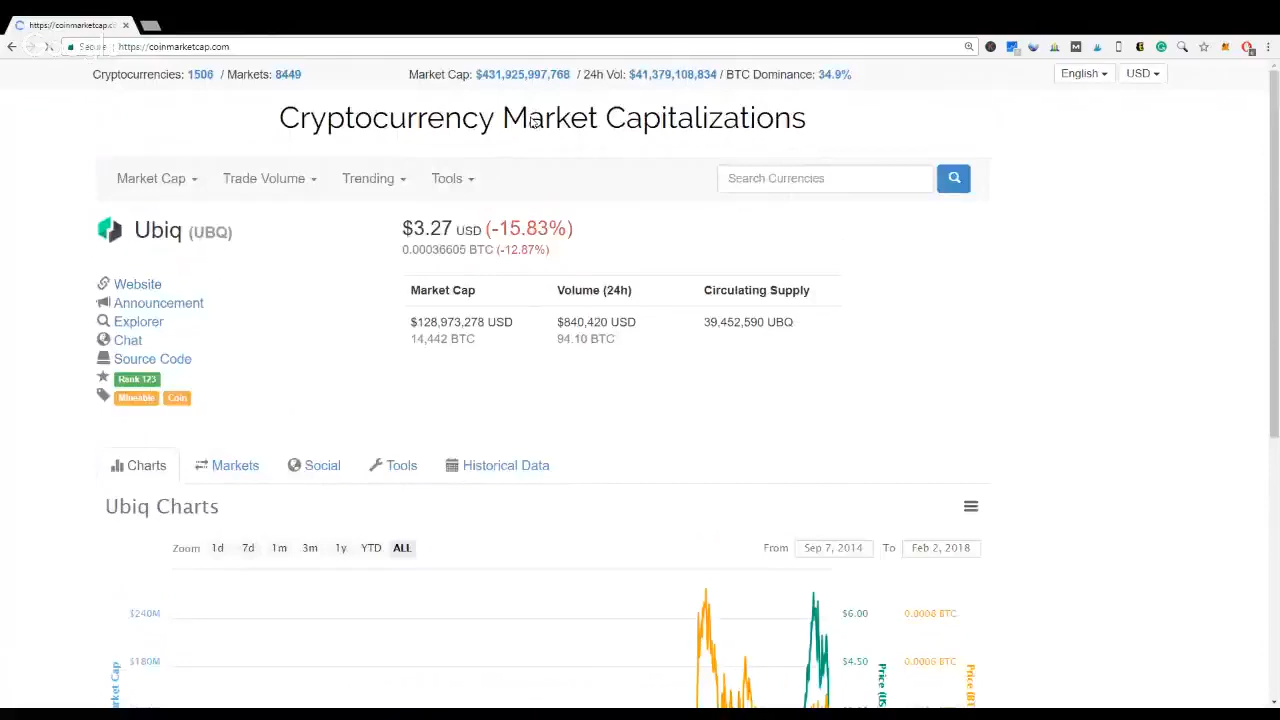 https://coinmarketcap.c
Secure https://coinmarketcap.com
Cryptocurrencies: 1506 / Markets: 8449
Market Cap: $431,925,997,768 / 24h Vol: $41,379,108,834 / BTC Dominance: 34.9%
English
USD
Cryptocurrency Market Capitalizations
Market Cap
Trade Volume
Trending
Tools
Search Currencies
Ubiq (UBQ)
$3.27 USD (-15.83%)
0.00036605 BTC (-12.87%)
Website
Announcement
Explorer
Chat
Source Code
Rank 123
Mineable Coin
Market Cap
Volume (24h)
Circulating Supply
$128,973,278 USD
$840,420 USD
39,452,590 UBQ
14,442 BTC
94.10 BTC
Charts
Markets
Social
Tools
Historical Data
Ubiq Charts
Zoom 1d 7d 1m 3m 1y YTD ALL
From Sep 7, 2014 To Feb 2, 2018
$240M
$6.00
0.0008 BTC
$180M
$4.50
0.0006 BTC